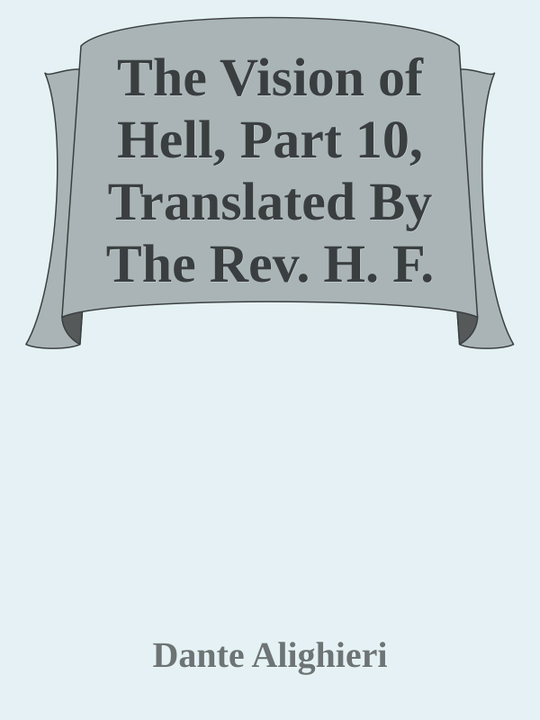 The Vision of
Hell, Part 10,
Translated By
The Rev. H. F.
Dante Alighieri